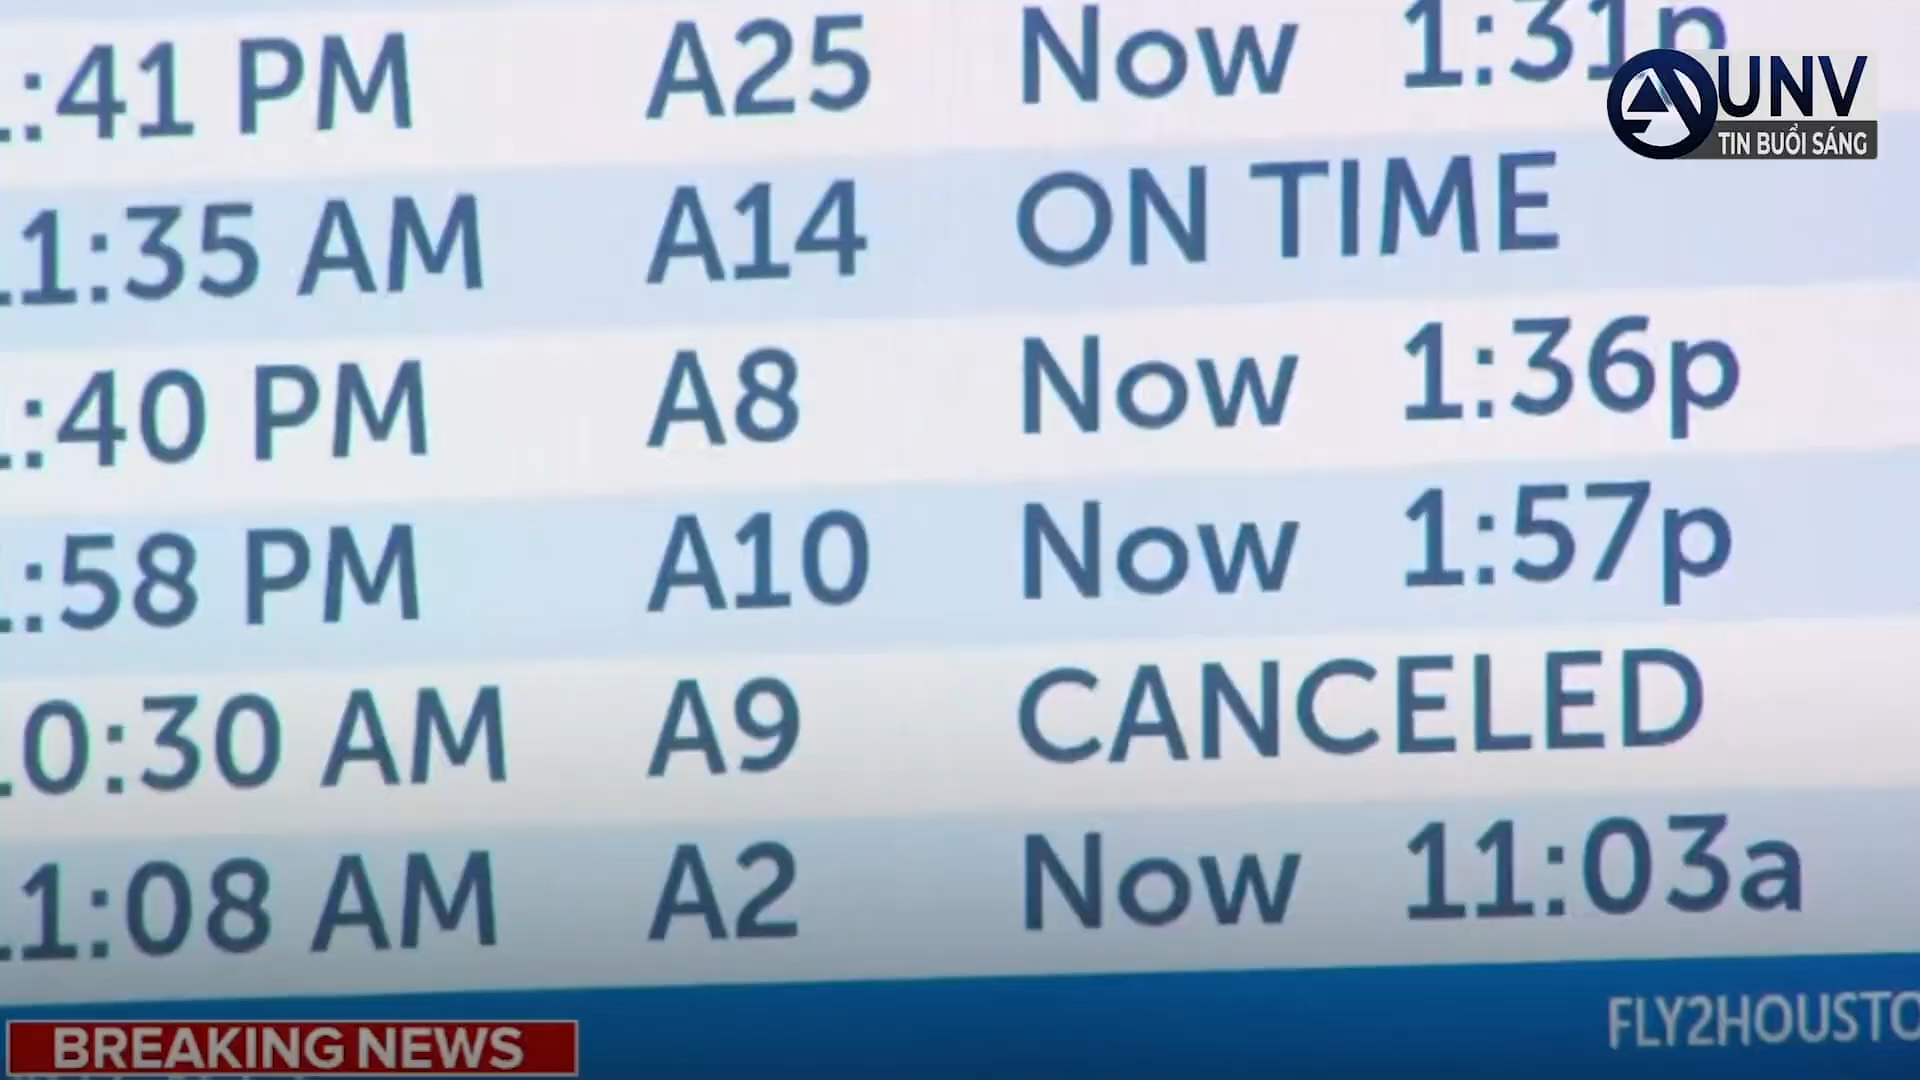 :41 PM A25 Now 1:31p
UNV
TIN BUỔI SÁNG
11:35 AM A14 ON TIME
:40 PM A8 Now 1:36p
:58 PM A10 Now 1:57p
0:30 AM A9 CANCELED
11:08 AM A2 Now 11:03a
FLY2HOUSTO
BREAKING NEWS